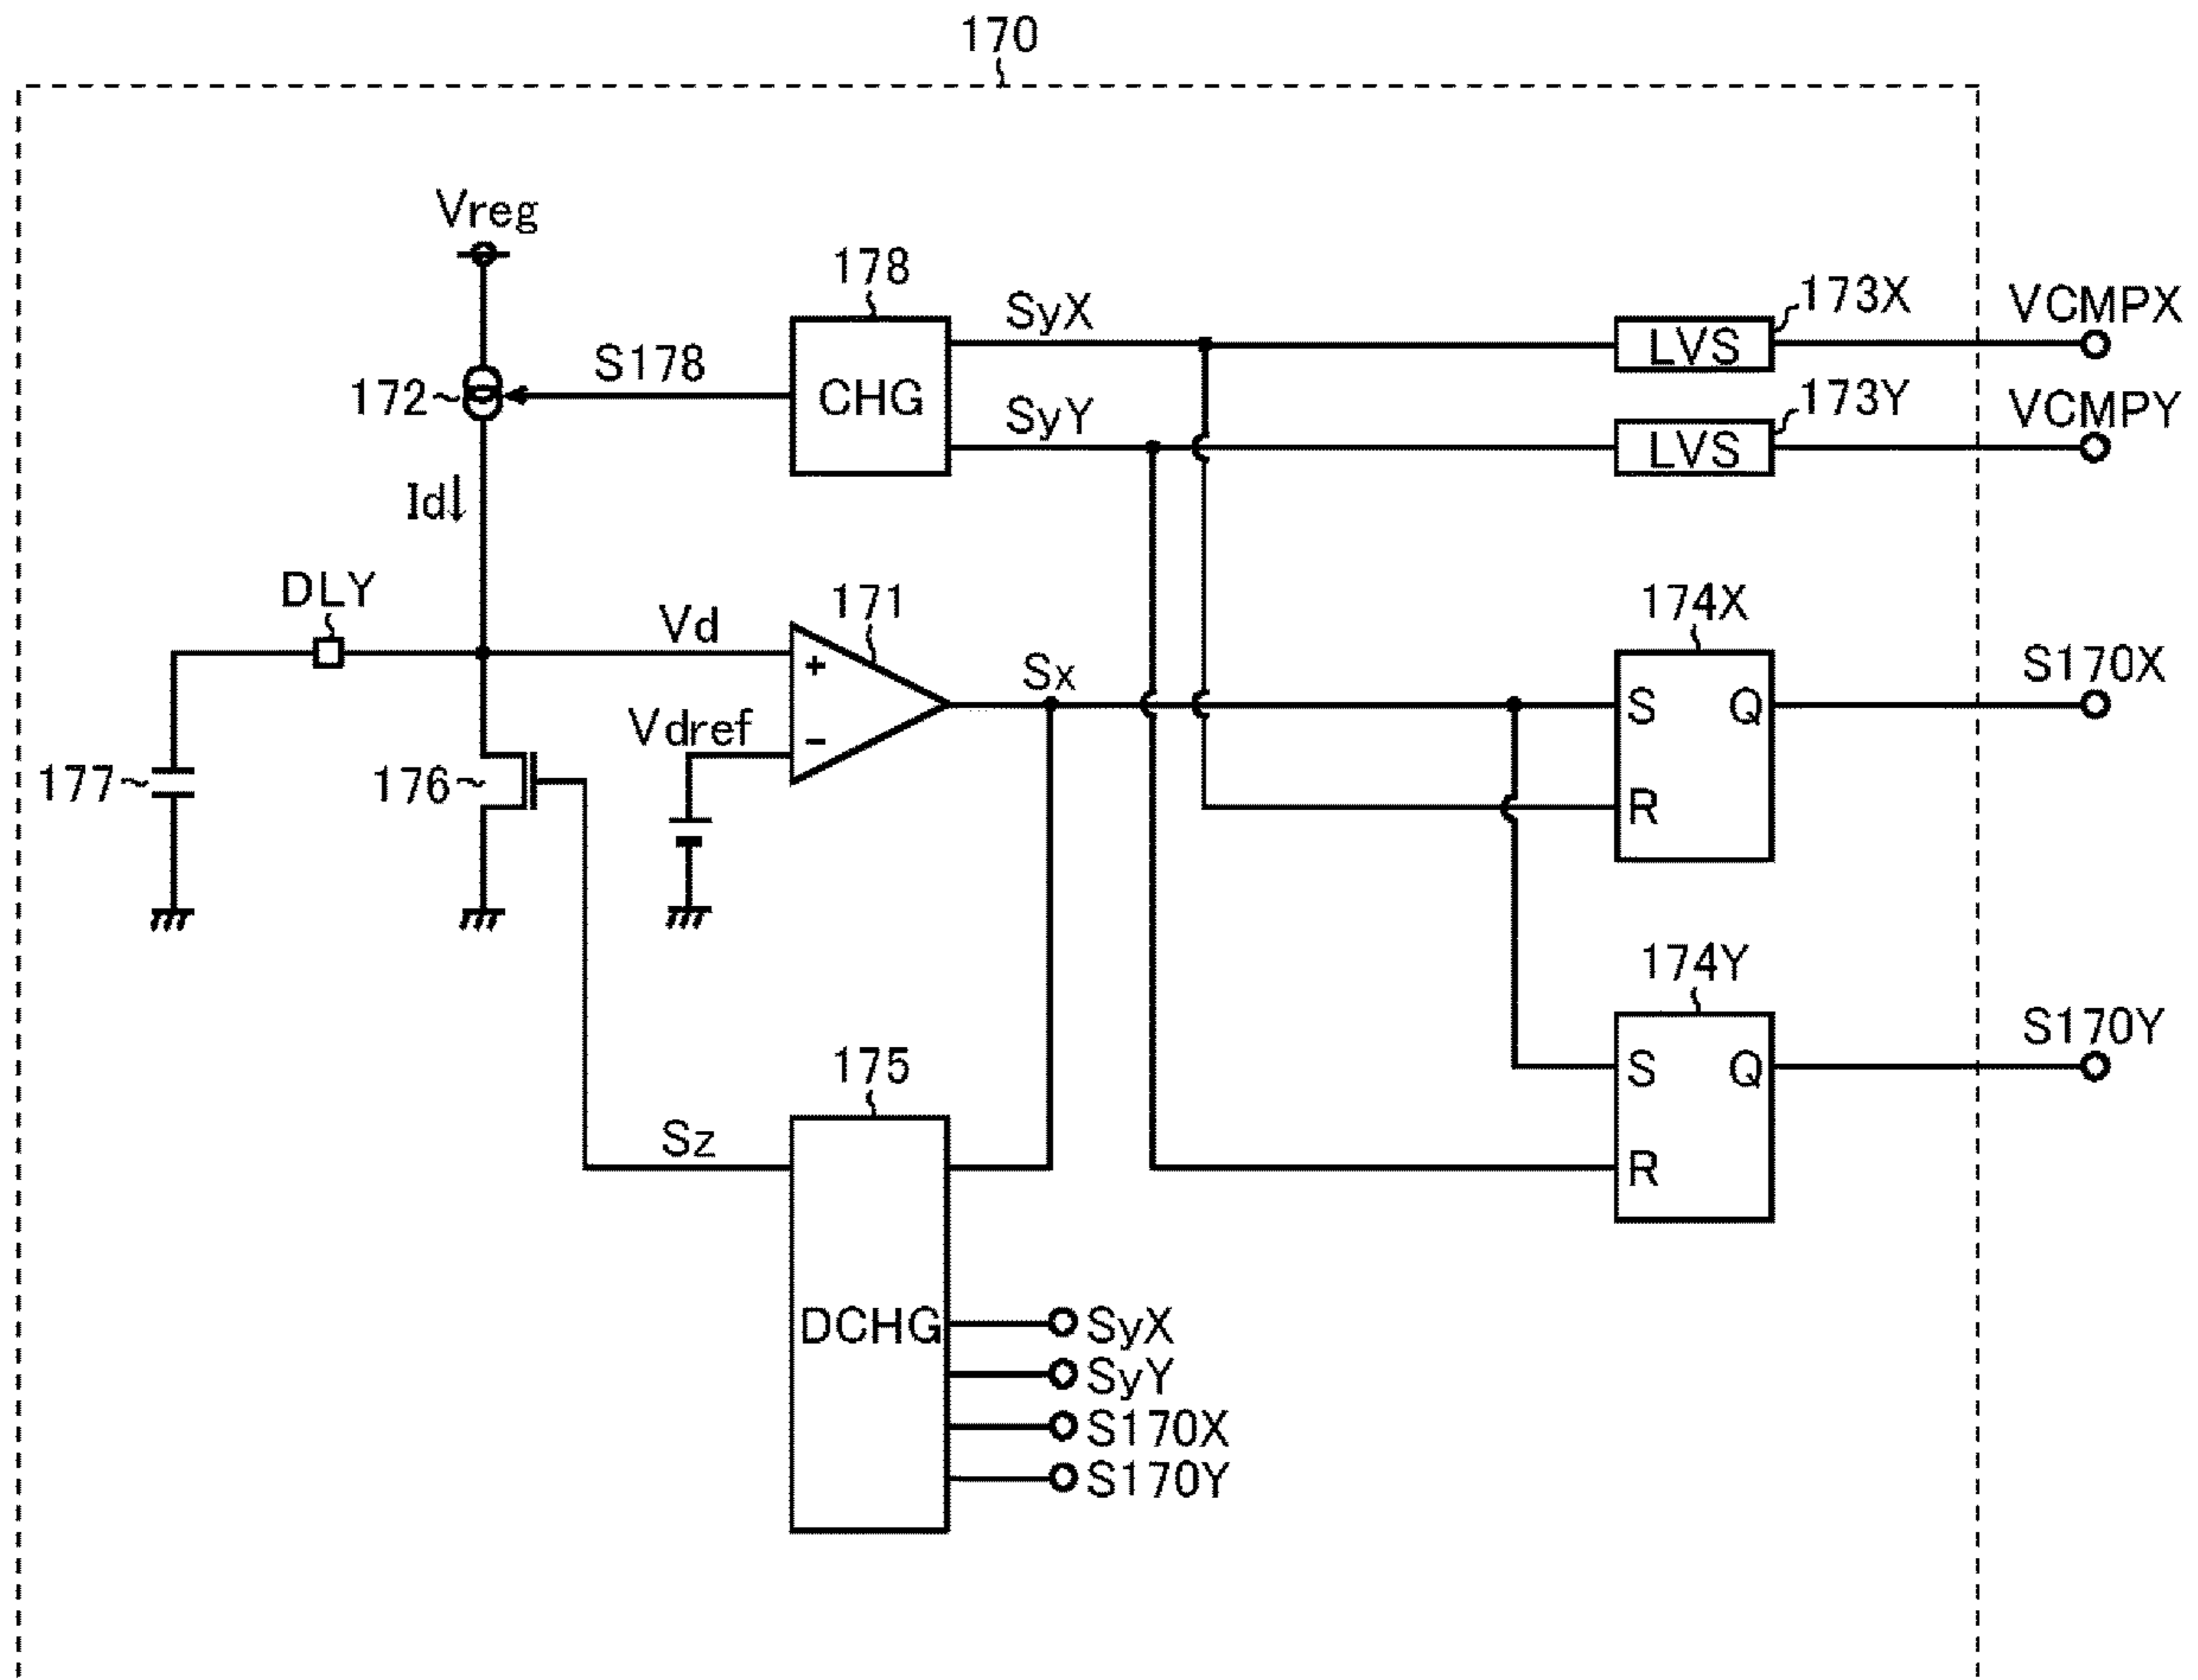 170
Vreg
178
SyX
173X
VCMPX
S178
LVS
172~
CHG
SyY
173Y
VCMPY
LVS
Id↓
DLY
Vd
171
174X
+
Sx
S170X
S
Q
Vdref
−
177~
176~
R
174Y
S170Y
175
S
Q
Sz
R
DCHG
SyX
SyY
S170X
S170Y